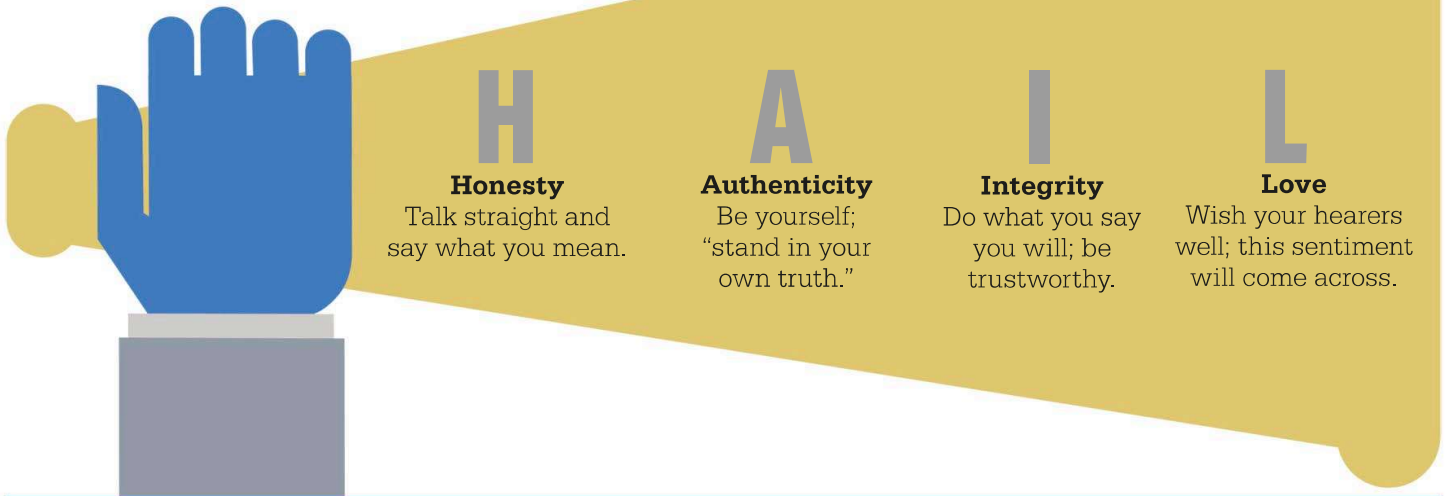 H
Honesty
Talk straight and
say what you mean.
A
Authenticity
Be yourself;
“stand in your
own truth.”
I
Integrity
Do what you say
you will; be
trustworthy.
L
Love
Wish your hearers
well; this sentiment
will come across.